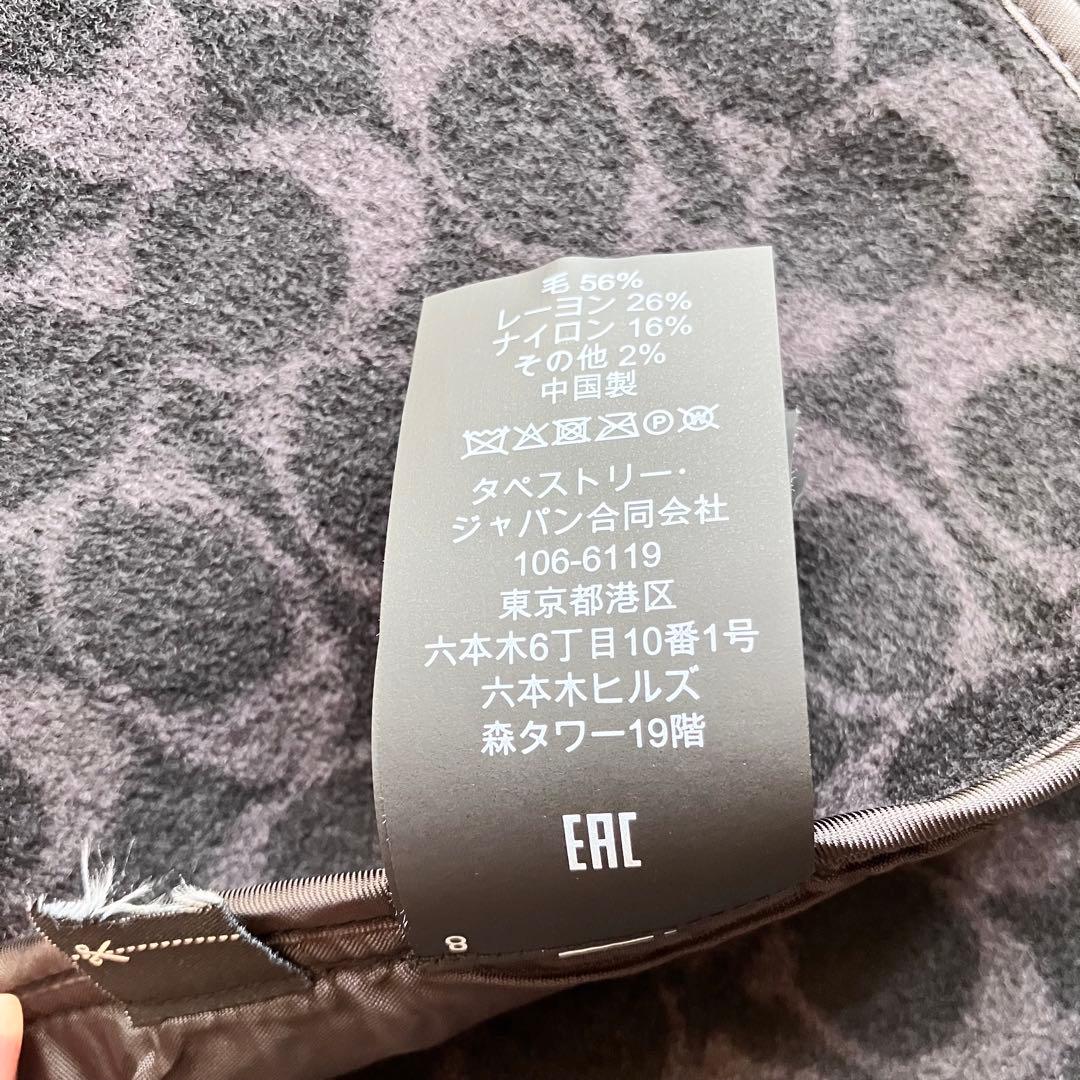 毛 56%
レーヨン 26%
ナイロン 16%
その他 2%
中国製
P W
タペストリー・
ジャパン合同会社
106-6119
東京都港区
六本木6丁目10番1号
六本木ヒルズ
森タワー19階
EAC
8